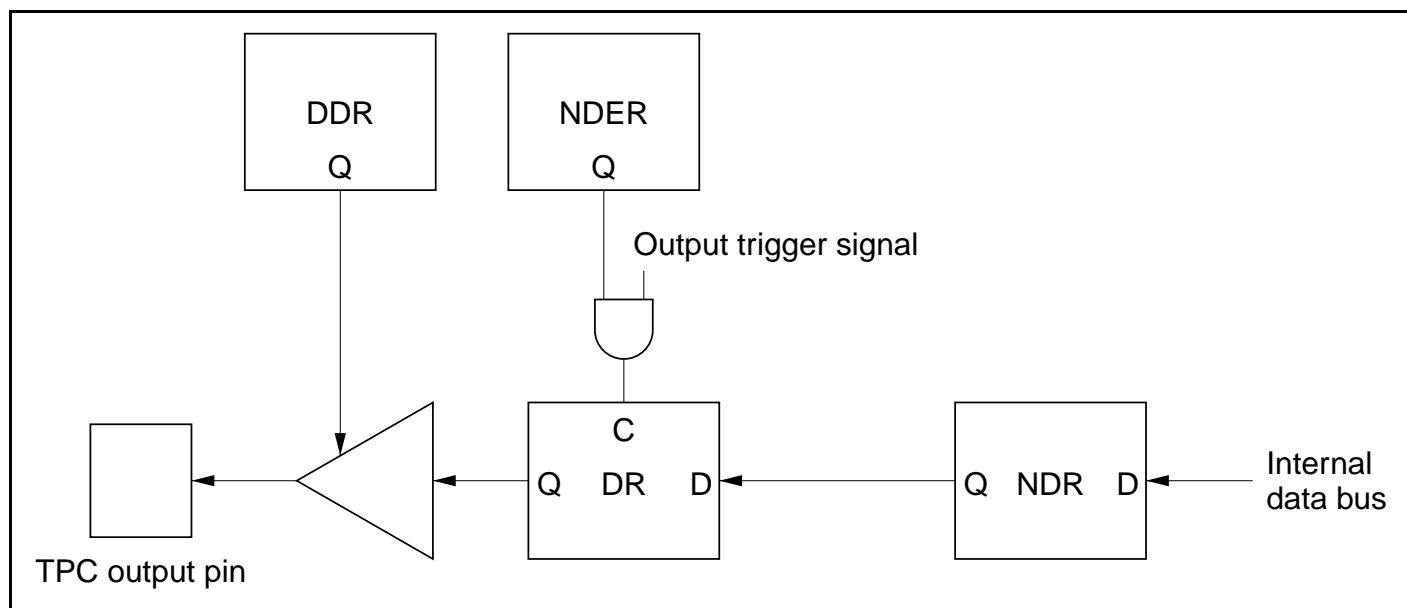 DDR
Q
NDER
Q
Output trigger signal
C
Q DR D
Q NDR D
Internal
data bus
TPC output pin